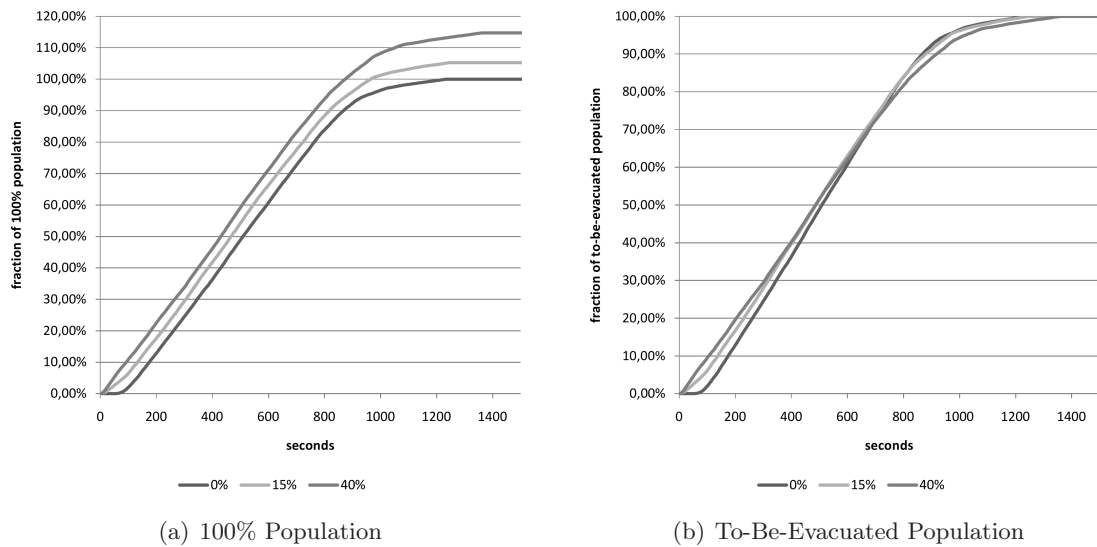 120,00%
110,00%
100,00%
90,00%
80,00%
70,00%
60,00%
50,00%
40,00%
30,00%
20,00%
10,00%
0,00%
fraction of 100% population
0 200 400 600 800 1000 1200 1400
seconds
0% 15% 40%
(a) 100% Population
100,00%
90,00%
80,00%
70,00%
60,00%
50,00%
40,00%
30,00%
20,00%
10,00%
0,00%
fraction of to-be-evacuated population
0 200 400 600 800 1000 1200 1400
seconds
0% 15% 40%
(b) To-Be-Evacuated Population